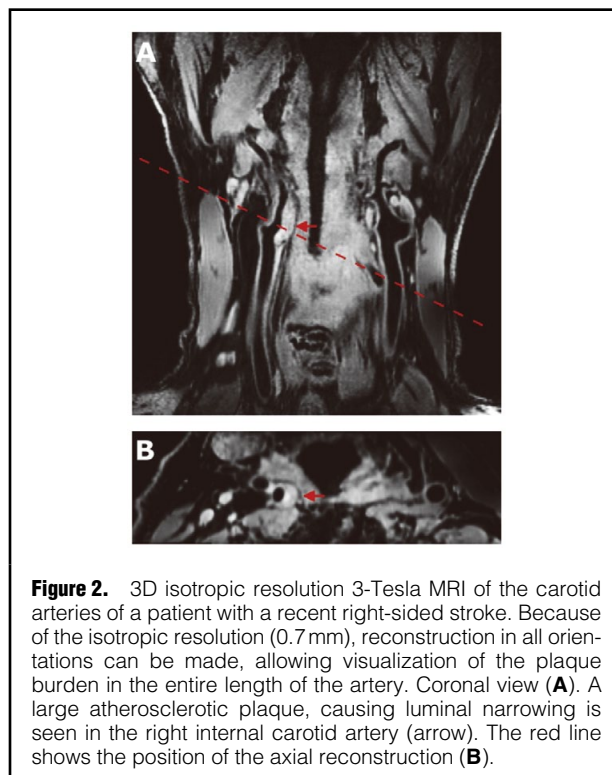 A
B
Figure 2. 3D isotropic resolution 3-Tesla MRI of the carotid
arteries of a patient with a recent right-sided stroke. Because
of the isotropic resolution (0.7 mm), reconstruction in all orien-
tations can be made, allowing visualization of the plaque
burden in the entire length of the artery. Coronal view (A). A
large atherosclerotic plaque, causing luminal narrowing is
seen in the right internal carotid artery (arrow). The red line
shows the position of the axial reconstruction (B).